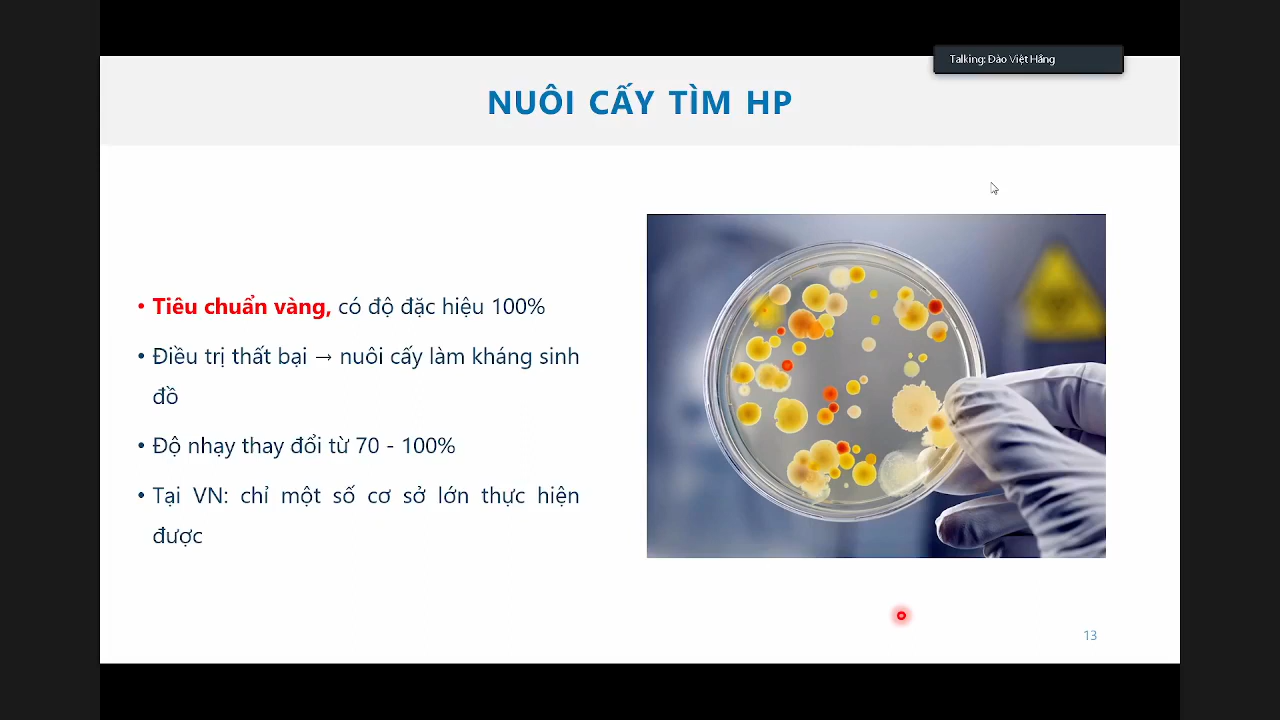 Talking: Đào Việt Hằng
NUÔI CẤY TÌM HP
• Tiêu chuẩn vàng, có độ đặc hiệu 100%
• Điều trị thất bại → nuôi cấy làm kháng sinh
đồ
• Độ nhạy thay đổi từ 70 - 100%
• Tại VN: chỉ một số cơ sở lớn thực hiện
được
13